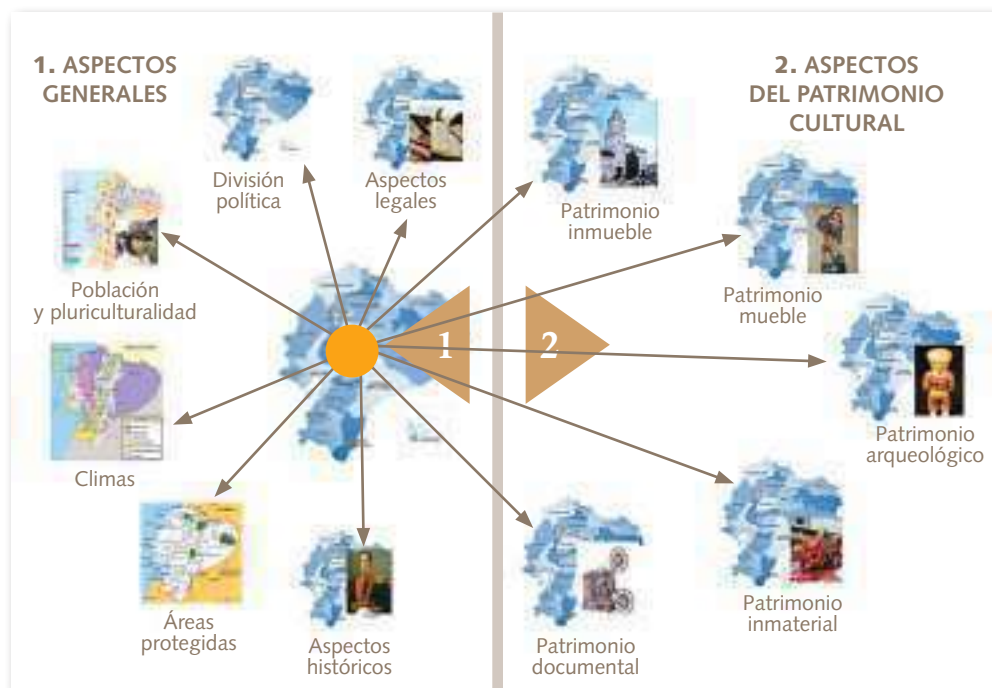 1. ASPECTOS
GENERALES
División
política
Aspectos
legales
Población
y pluriculturalidad
Climas
Áreas
protegidas
Aspectos
históricos
1
2
2. ASPECTOS
DEL PATRIMONIO
CULTURAL
Patrimonio
inmueble
Patrimonio
mueble
Patrimonio
arqueológico
Patrimonio
inmaterial
Patrimonio
documental